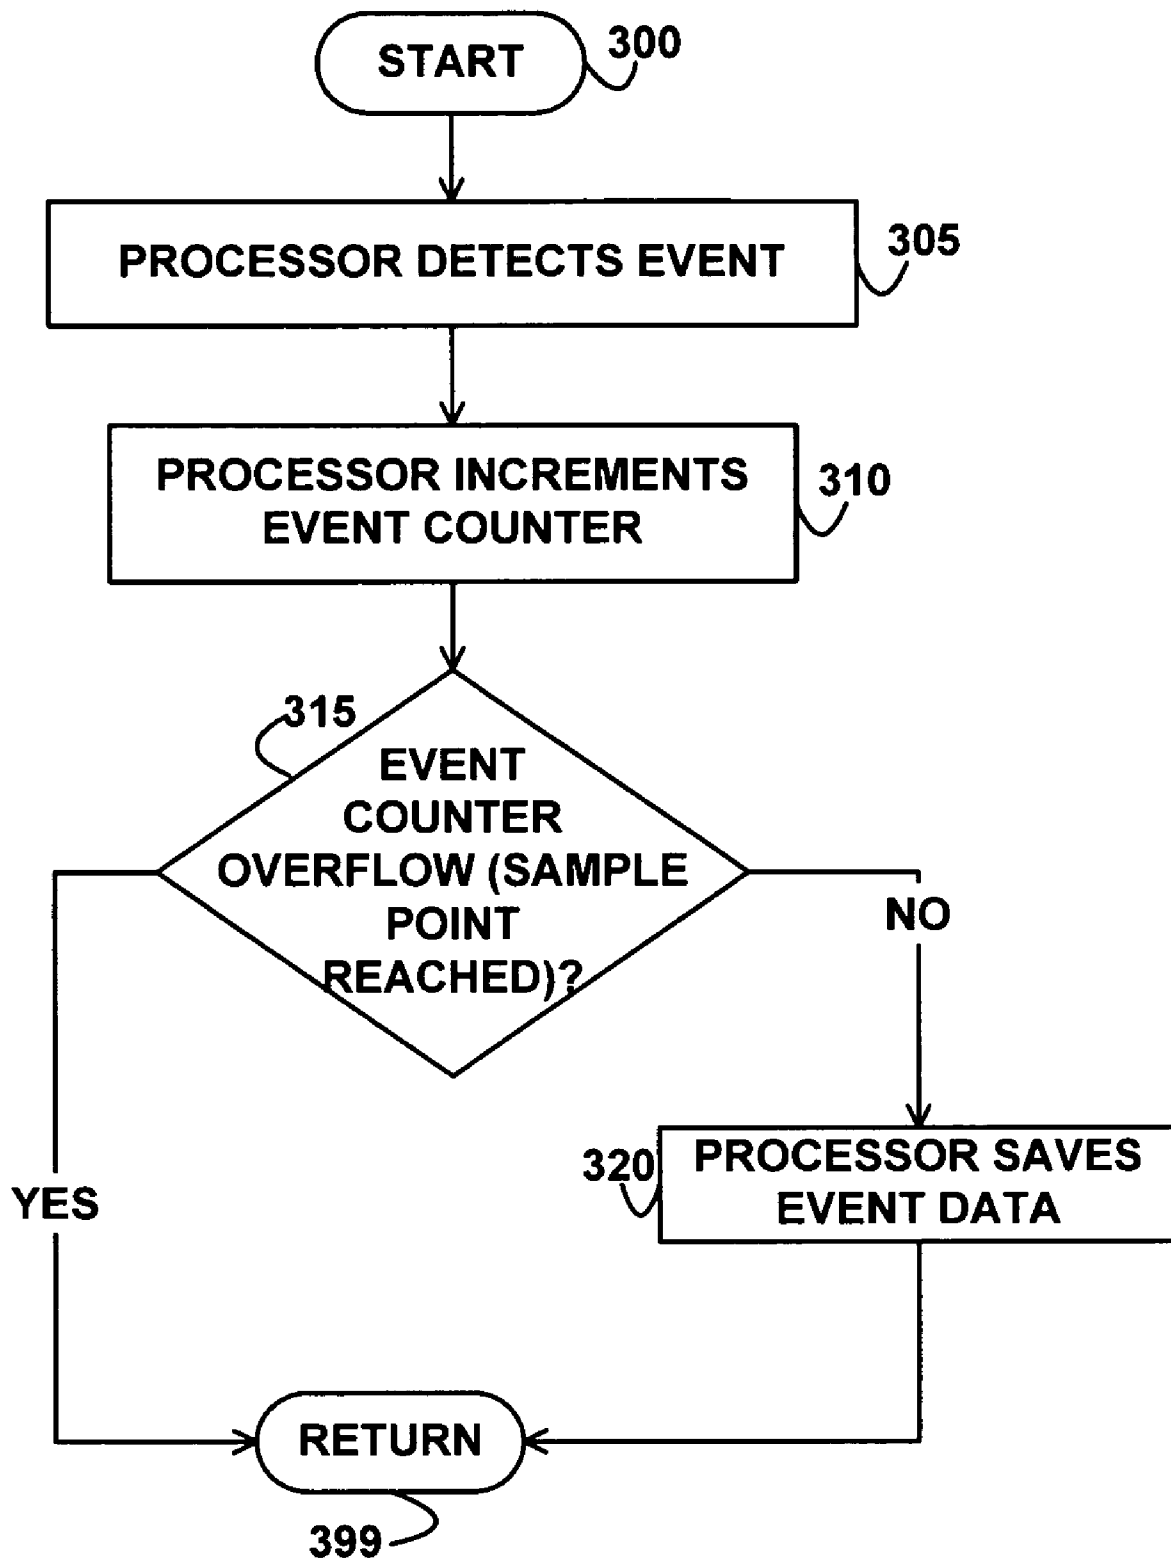 START
300
PROCESSOR DETECTS EVENT
305
PROCESSOR INCREMENTS
EVENT COUNTER
310
315
EVENT
COUNTER
OVERFLOW (SAMPLE
POINT
REACHED)?
NO
YES
320
PROCESSOR SAVES
EVENT DATA
RETURN
399